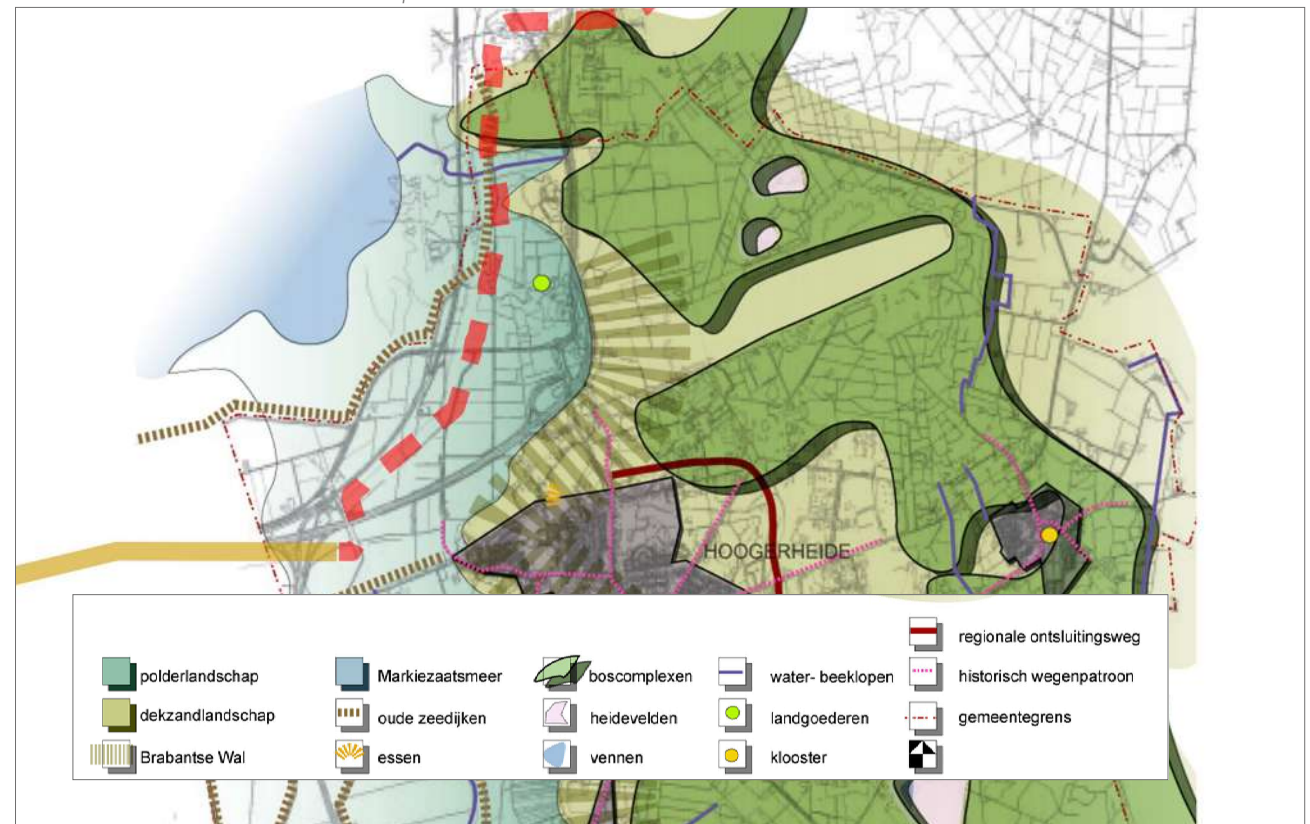 HOOGERHEIDE
regionale ontsluitingsweg
polderlandschap
Markiezaatsmeer
boscomplexen
water- beeklopen
historisch wegenpatroon
dekzandlandschap
oude zeedijken
heidevelden
landgoederen
gemeentegrens
Brabantse Wal
essen
vennen
klooster